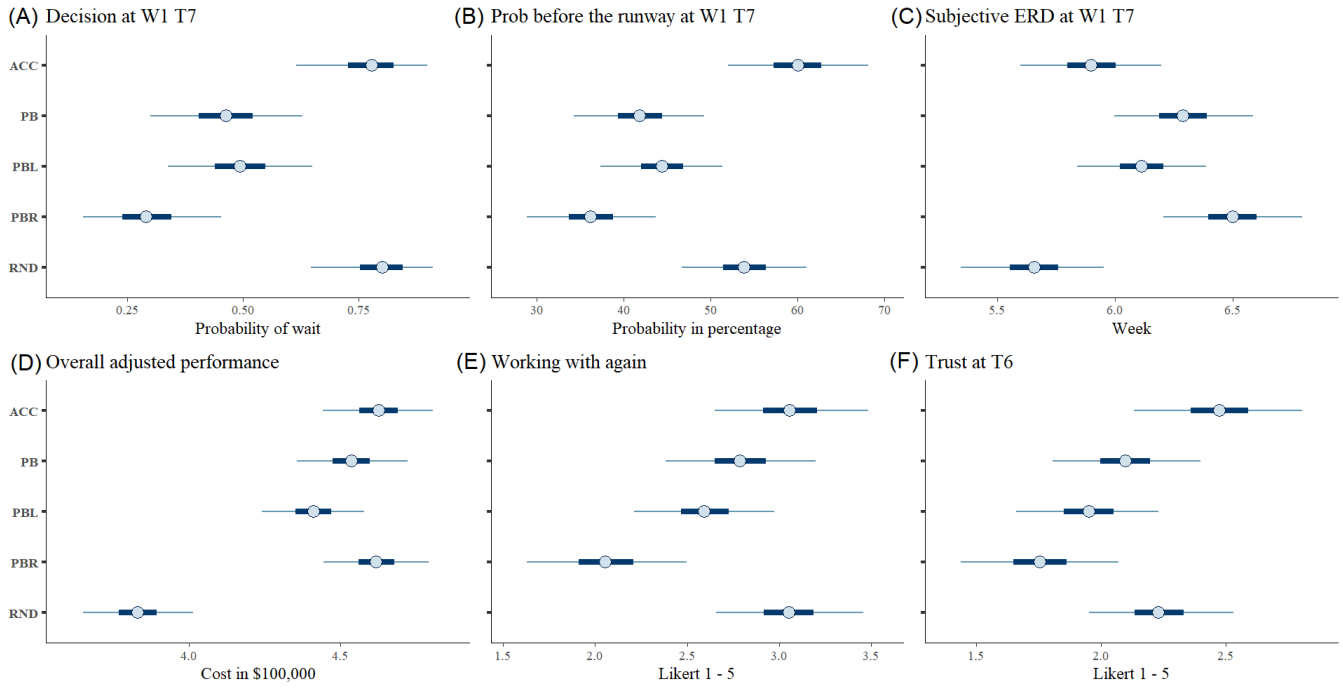 (A) Decision at W1 T7
(B) Prob before the runway at W1 T7
(C) Subjective ERD at W1 T7
ACC
PB
PBL
PBR
RND
0.25 0.50 0.75
Probability of wait
30 40 50 60 70
Probability in percentage
5.5 6.0 6.5
Week
(D) Overall adjusted performance
(E) Working with again
(F) Trust at T6
ACC
PB
PBL
PBR
RND
4.0 4.5
Cost in $100,000
1.5 2.0 2.5 3.0 3.5
Likert 1 - 5
1.5 2.0 2.5
Likert 1 - 5